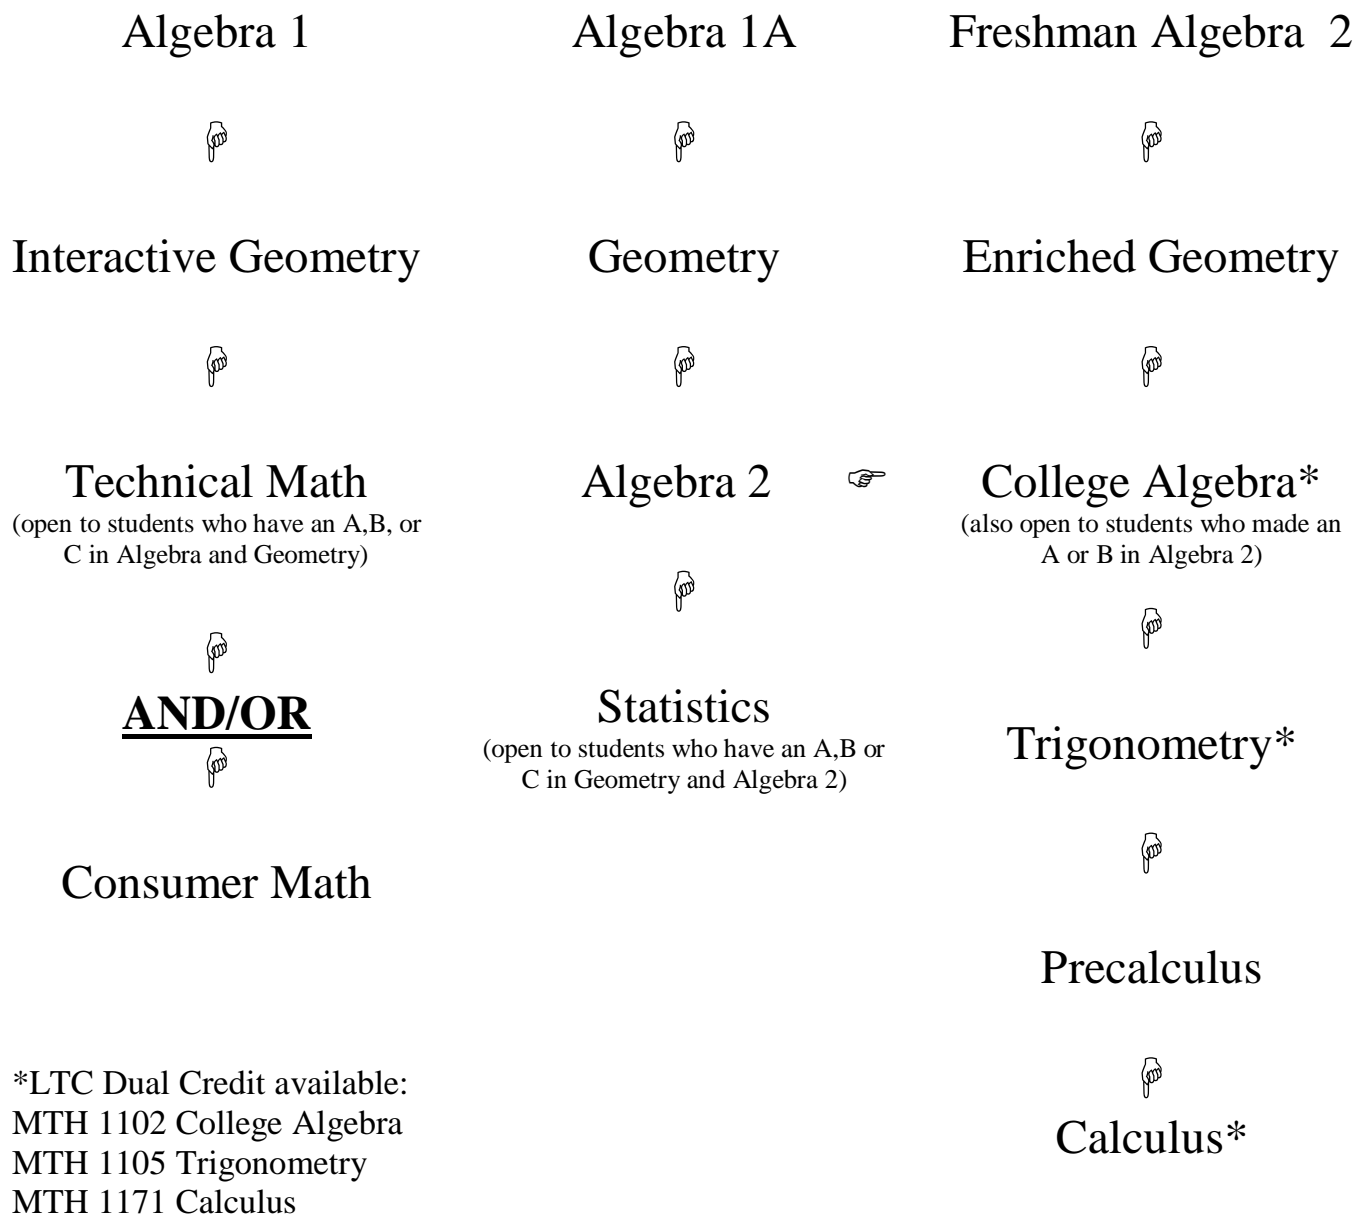 Algebra 1
Algebra 1A
Freshman Algebra 2
Interactive Geometry
Geometry
Enriched Geometry
Technical Math
(open to students who have an A,B, or
C in Algebra and Geometry)
Algebra 2
College Algebra*
(also open to students who made an
A or B in Algebra 2)
AND/OR
Statistics
(open to students who have an A,B or
C in Geometry and Algebra 2)
Trigonometry*
Consumer Math
Precalculus
*LTC Dual Credit available:
MTH 1102 College Algebra
MTH 1105 Trigonometry
MTH 1171 Calculus
Calculus*